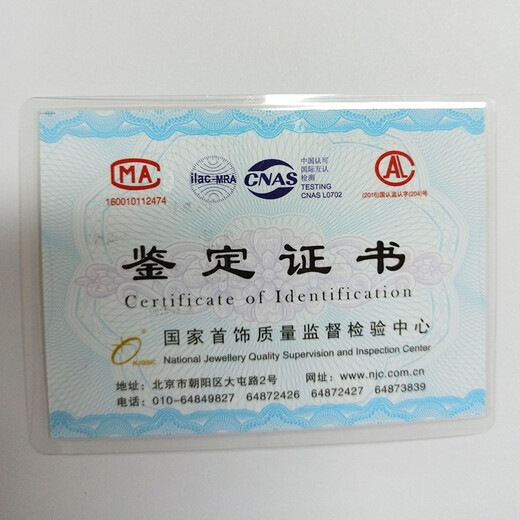 MA
160010112474
ilac-MRA
CNAS
中国认可
国际互认
检测
TESTING
CNAS L0702
CAL
(2016)国认监认字(204)号
鉴定证书
Certificate of Identification
国家首饰质量监督检验中心
National Jewellery Quality Supervision and Inspection Center
地址：北京市朝阳区大屯路2号 网址：www.njc.com.cn
电话：010-64849827 64872426 64872427 64873839